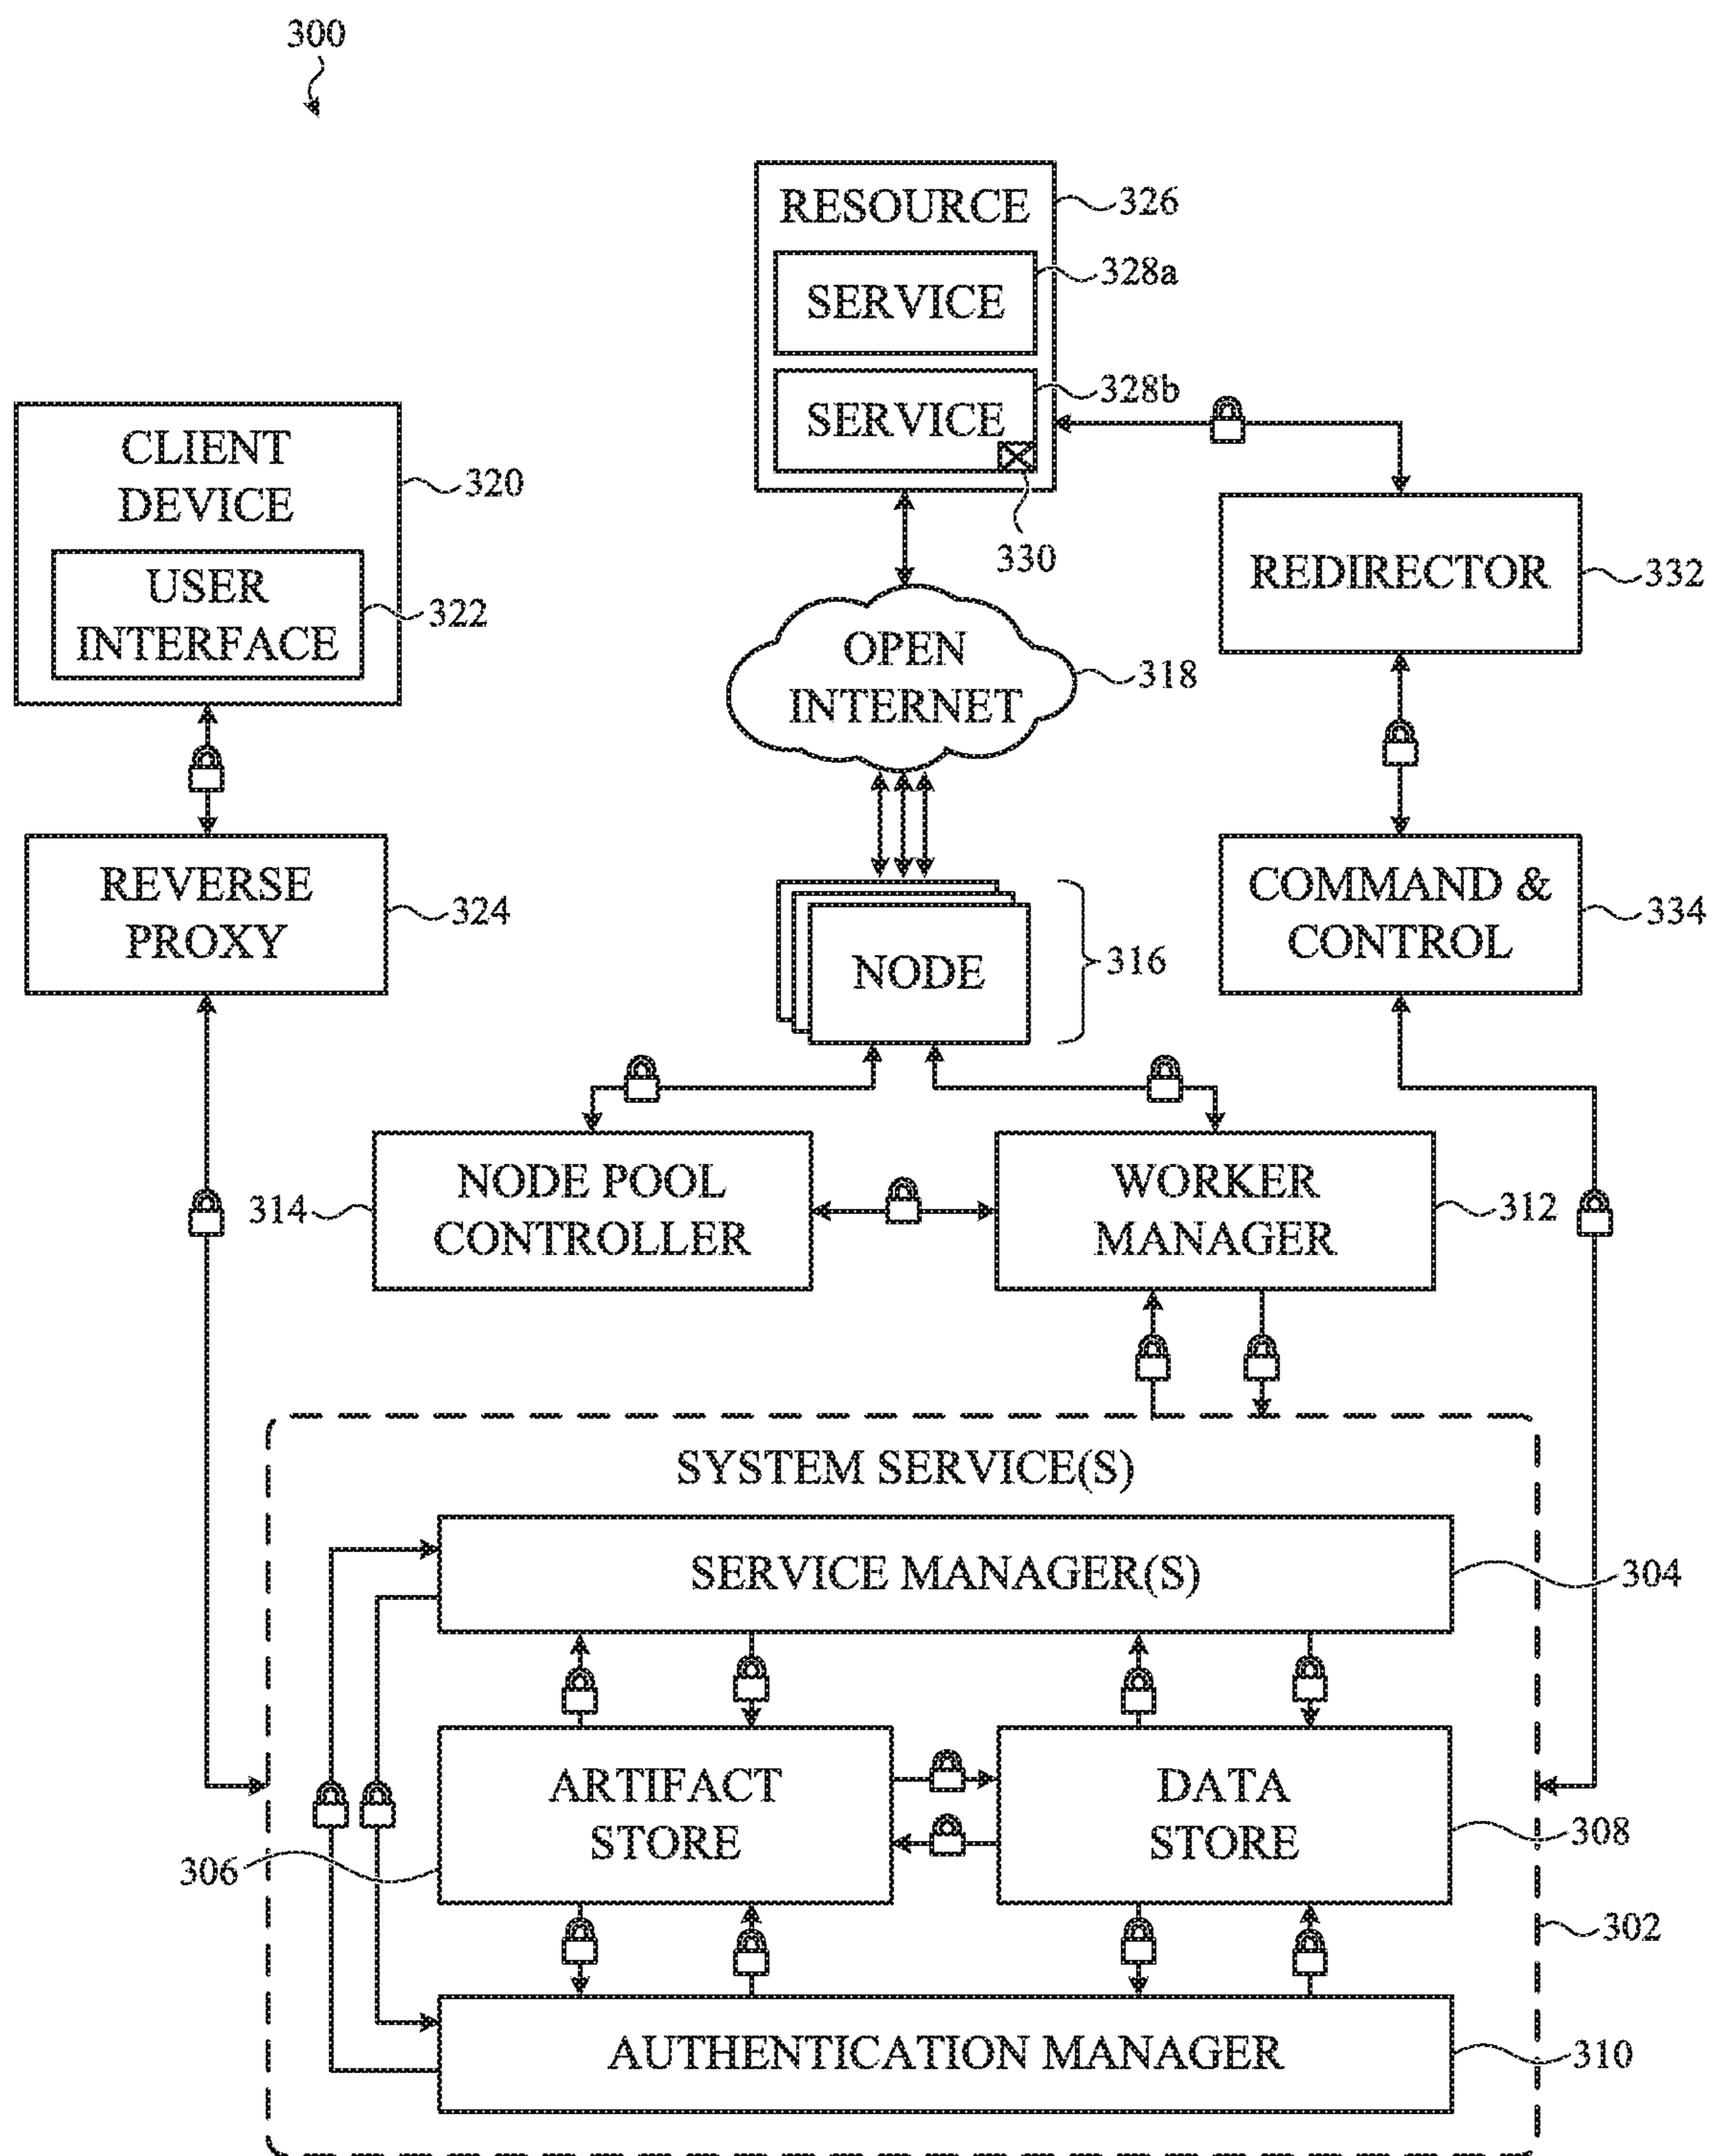 300
RESOURCE
326
SERVICE
328a
SERVICE
328b
330
CLIENT
DEVICE
320
USER
INTERFACE
322
REDIRECTOR
332
OPEN
INTERNET
318
REVERSE
PROXY
324
NODE
316
COMMAND &
CONTROL
334
NODE POOL
CONTROLLER
314
WORKER
MANAGER
312
SYSTEM SERVICE(S)
SERVICE MANAGER(S)
304
ARTIFACT
STORE
306
DATA
STORE
308
302
AUTHENTICATION MANAGER
310